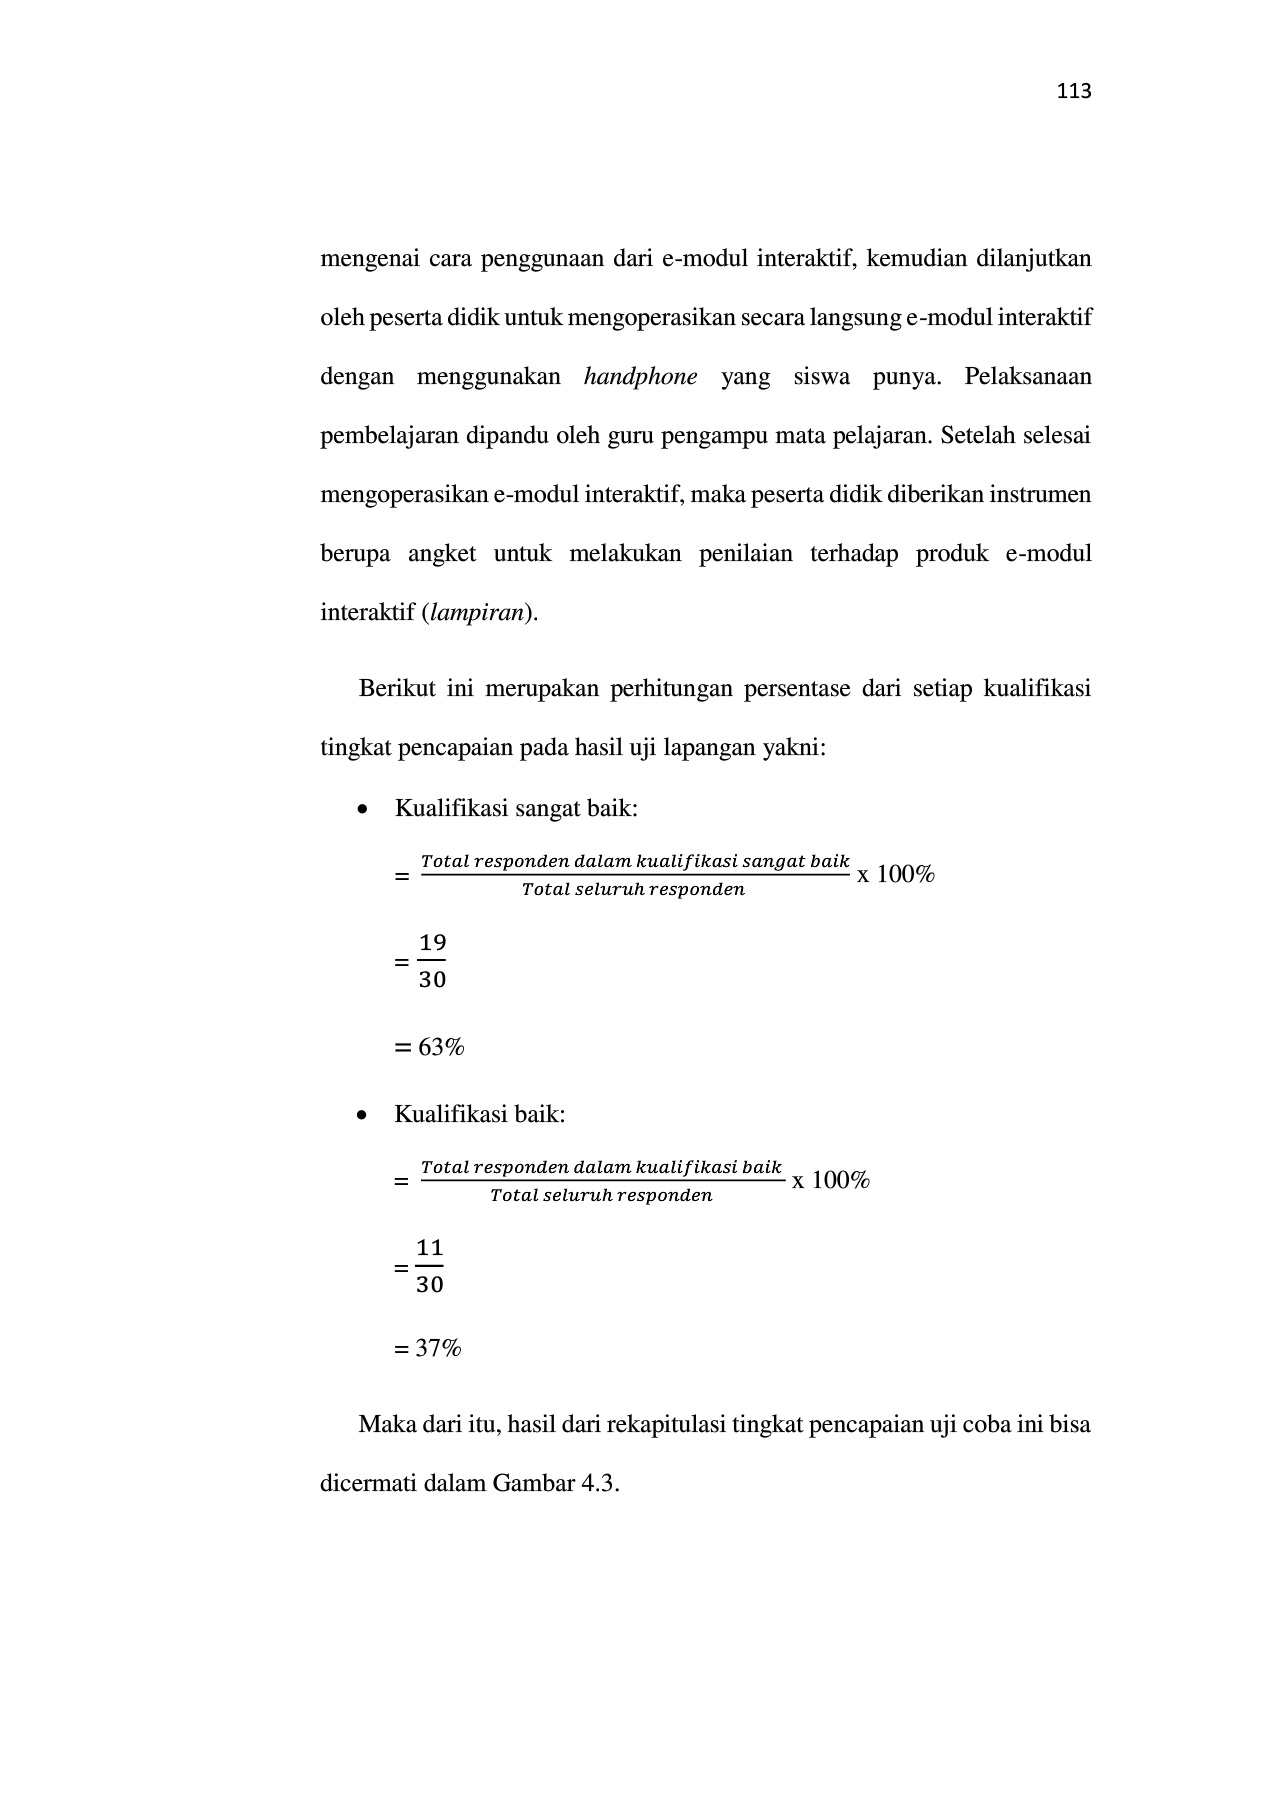 113
mengenai cara penggunaan dari e-modul interaktif, kemudian dilanjutkan
oleh peserta didik untuk mengoperasikan secara langsung e-modul interaktif
dengan menggunakan handphone yang siswa punya. Pelaksanaan
pembelajaran dipandu oleh guru pengampu mata pelajaran. Setelah selesai
mengoperasikan e-modul interaktif, maka peserta didik diberikan instrumen
berupa angket untuk melakukan penilaian terhadap produk e-modul
interaktif (lampiran).
Berikut ini merupakan perhitungan persentase dari setiap kualifikasi
tingkat pencapaian pada hasil uji lapangan yakni:
• Kualifikasi sangat baik:
= Total responden dalam kualifikasi sangat baik
Total seluruh responden
x 100%
= 19
30
= 63%
• Kualifikasi baik:
= Total responden dalam kualifikasi baik
Total seluruh responden
x 100%
= 11
30
= 37%
Maka dari itu, hasil dari rekapitulasi tingkat pencapaian uji coba ini bisa
dicermati dalam Gambar 4.3.